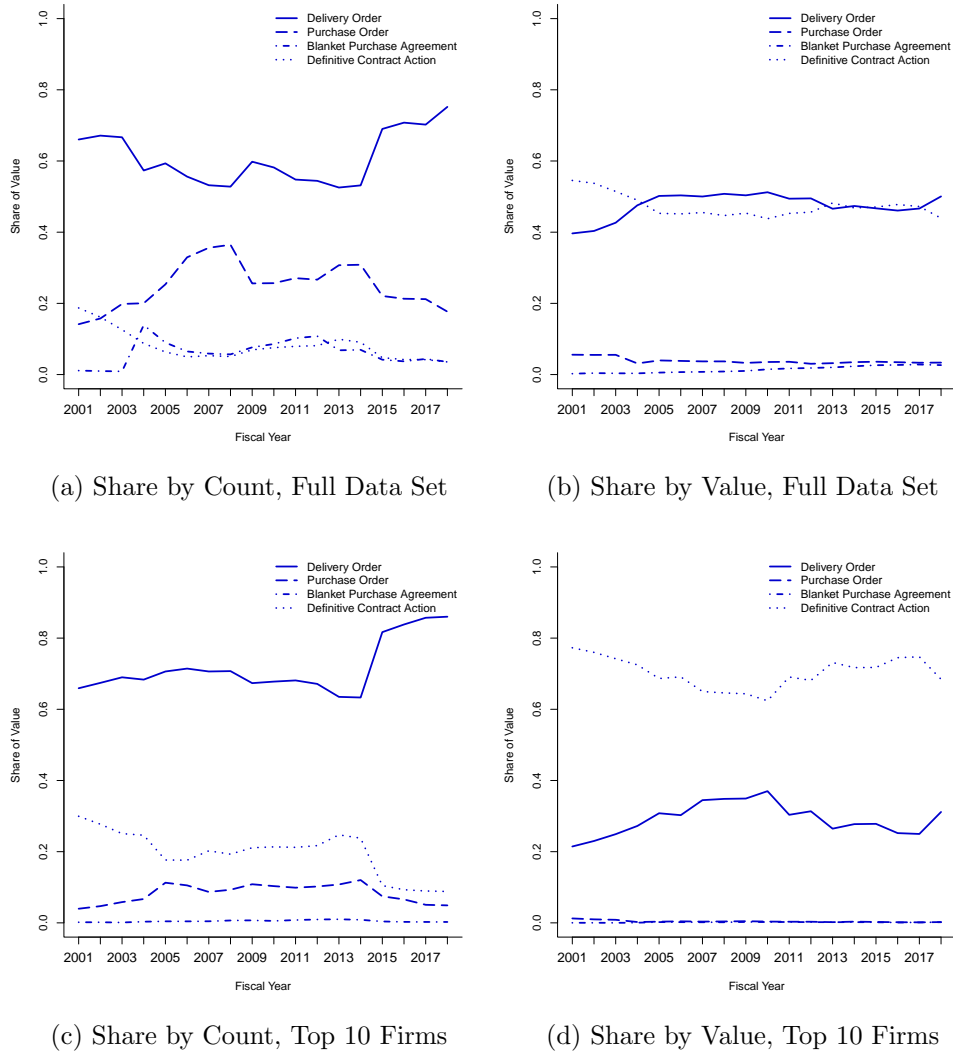 Delivery Order
Purchase Order
Blanket Purchase Agreement
Definitive Contract Action
1.0
0.8
0.6
0.4
0.2
0.0
Share of Value
2001 2003 2005 2007 2009 2011 2013 2015 2017
Fiscal Year
(a) Share by Count, Full Data Set
Delivery Order
Purchase Order
Blanket Purchase Agreement
Definitive Contract Action
1.0
0.8
0.6
0.4
0.2
0.0
Share of Value
2001 2003 2005 2007 2009 2011 2013 2015 2017
Fiscal Year
(b) Share by Value, Full Data Set
Delivery Order
Purchase Order
Blanket Purchase Agreement
Definitive Contract Action
1.0
0.8
0.6
0.4
0.2
0.0
Share of Value
2001 2003 2005 2007 2009 2011 2013 2015 2017
Fiscal Year
(c) Share by Count, Top 10 Firms
Delivery Order
Purchase Order
Blanket Purchase Agreement
Definitive Contract Action
1.0
0.8
0.6
0.4
0.2
0.0
Share of Value
2001 2003 2005 2007 2009 2011 2013 2015 2017
Fiscal Year
(d) Share by Value, Top 10 Firms